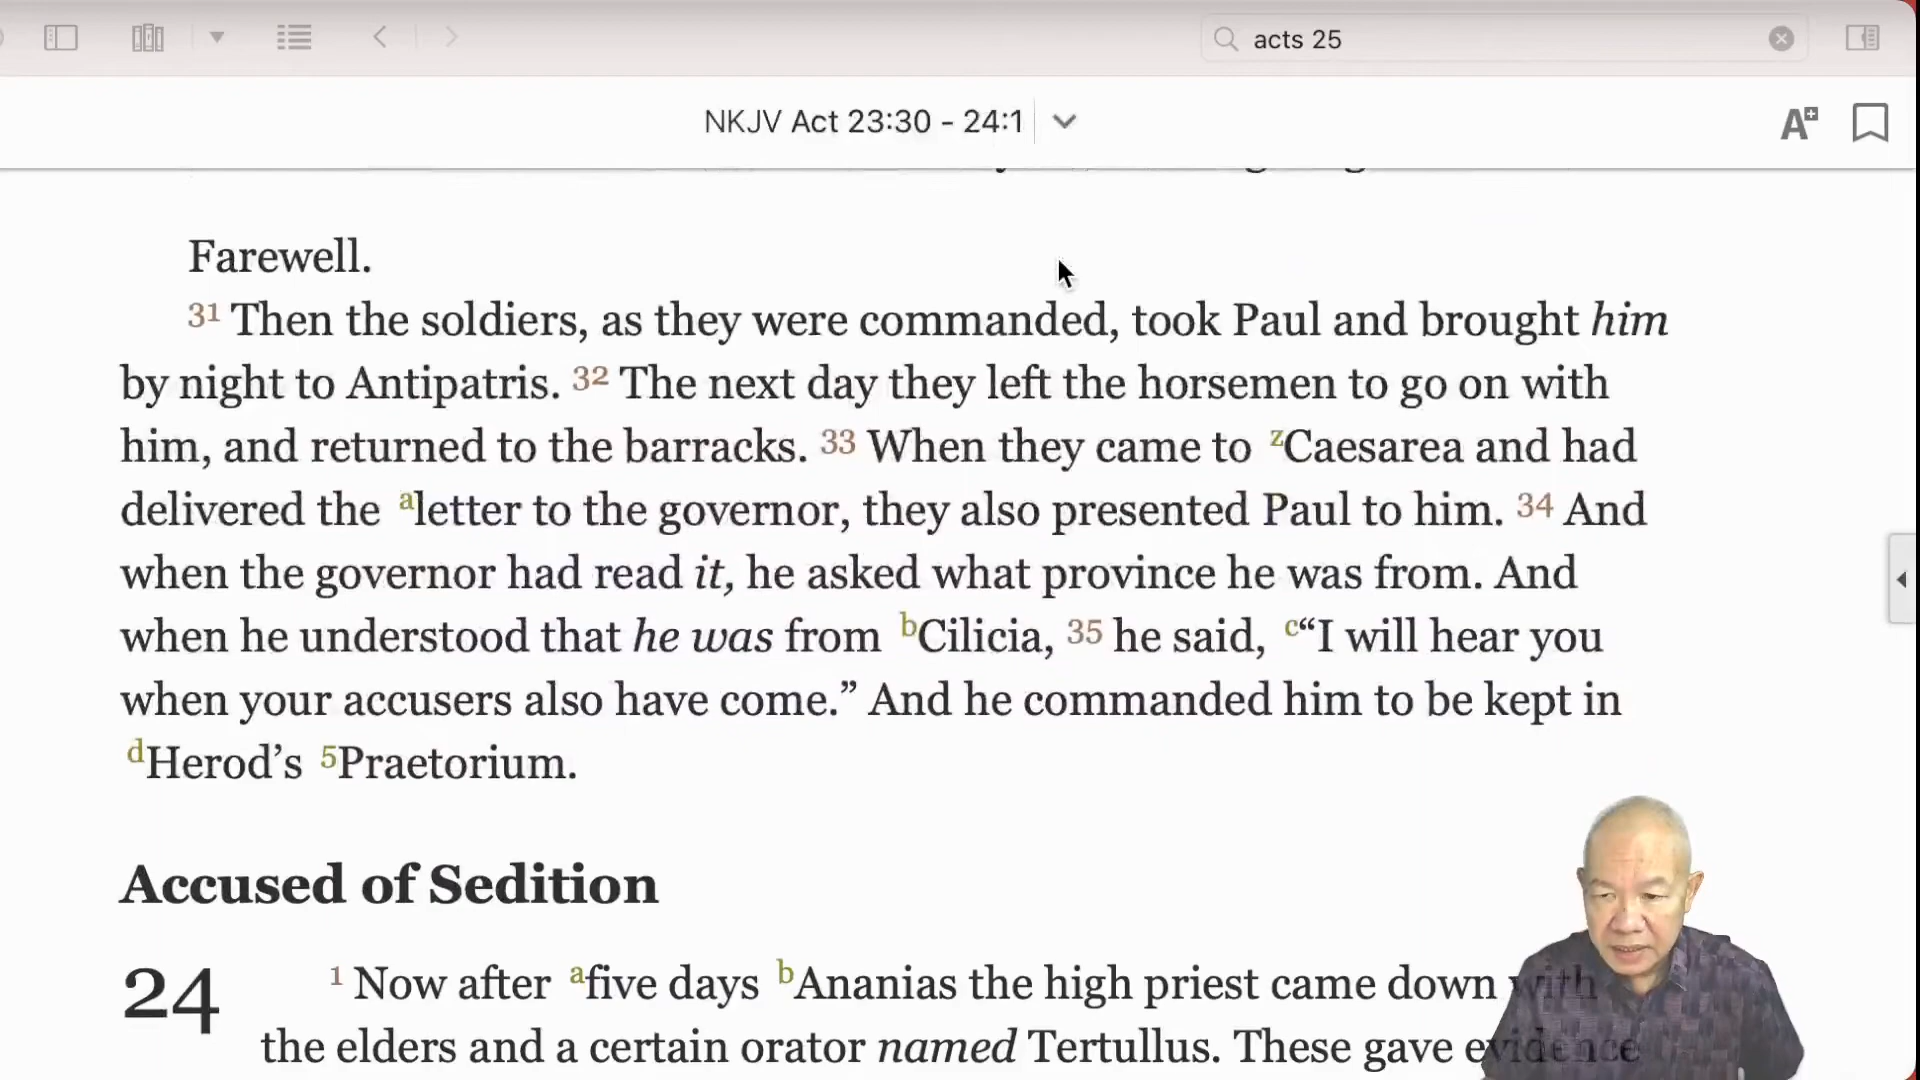 acts 25
NKJV Act 23:30 - 24:1
A
Farewell.
31 Then the soldiers, as they were commanded, took Paul and brought him
by night to Antipatris. 32 The next day they left the horsemen to go on with
him, and returned to the barracks. 33 When they came to zCaesarea and had
delivered the aletter to the governor, they also presented Paul to him. 34 And
when the governor had read it, he asked what province he was from. And
when he understood that he was from bCilicia, 35 he said, c“I will hear you
when your accusers also have come.” And he commanded him to be kept in
dHerod’s 5Praetorium.
Accused of Sedition
24 1 Now after afive days bAnanias the high priest came down with
the elders and a certain orator named Tertullus. These gave evidence